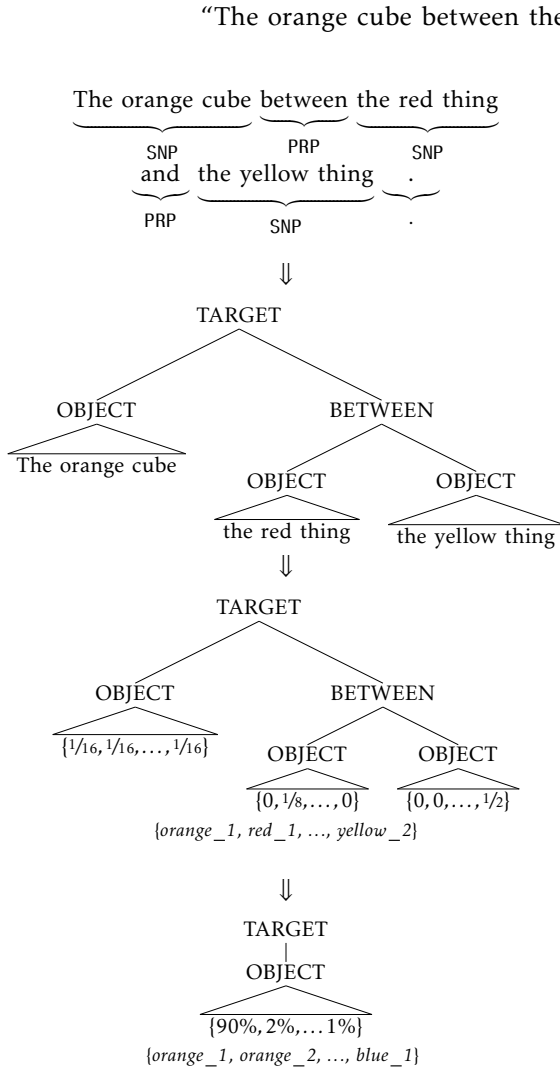 “The orange cube between the
The orange cube between the red thing
SNP PRP SNP
and the yellow thing .
PRP SNP .
⇓
TARGET
OBJECT BETWEEN
The orange cube
OBJECT OBJECT
the red thing the yellow thing
⇓
TARGET
OBJECT BETWEEN
{1/16, 1/16, . . . , 1/16}
OBJECT OBJECT
{0, 1/8, . . . , 0} {0, 0, . . . , 1/2}
{orange_1, red_1, ..., yellow_2}
⇓
TARGET
OBJECT
{90%, 2%, . . . 1%}
{orange_1, orange_2, ..., blue_1}